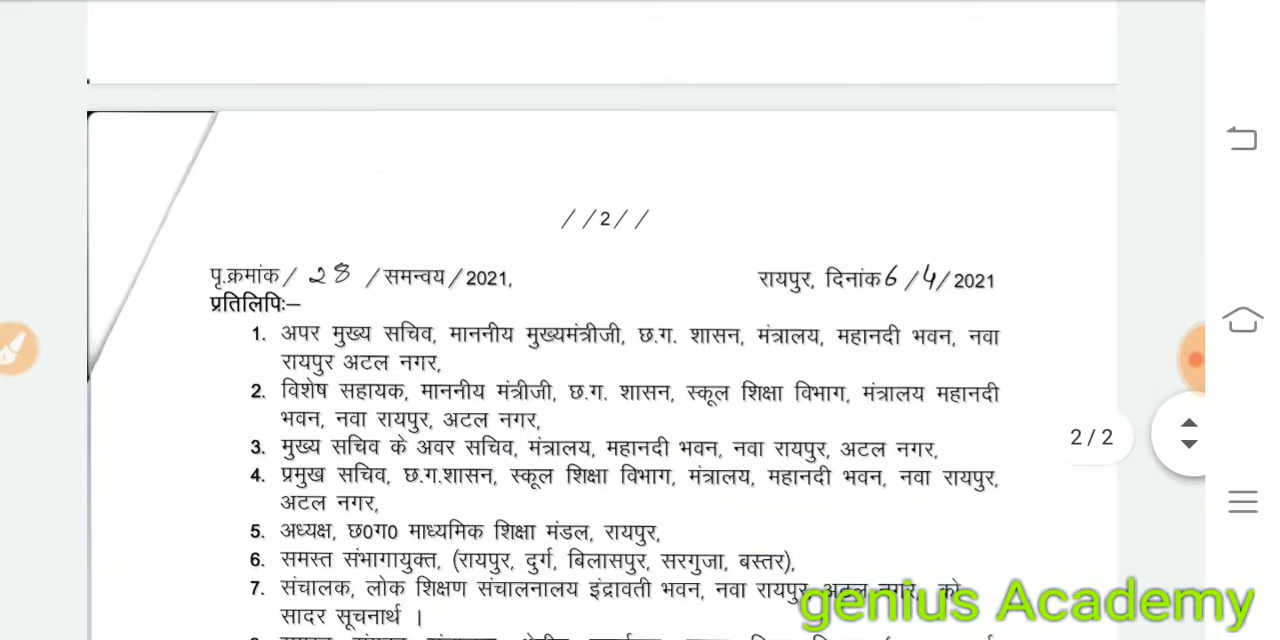 //2//
पृ.क्रमांक/ 28 /समन्वय/2021,
रायपुर, दिनांक 6/4/2021
प्रतिलिपिः–
1. अपर मुख्य सचिव, माननीय मुख्यमंत्रीजी, छ.ग. शासन, मंत्रालय, महानदी भवन, नवा
रायपुर अटल नगर,
2. विशेष सहायक, माननीय मंत्रीजी, छ.ग. शासन, स्कूल शिक्षा विभाग, मंत्रालय महानदी
भवन, नवा रायपुर, अटल नगर,
3. मुख्य सचिव के अवर सचिव, मंत्रालय, महानदी भवन, नवा रायपुर, अटल नगर,
2/2
4. प्रमुख सचिव, छ.ग.शासन, स्कूल शिक्षा विभाग, मंत्रालय, महानदी भवन, नवा रायपुर,
अटल नगर,
5. अध्यक्ष, छ0ग0 माध्यमिक शिक्षा मंडल, रायपुर,
6. समस्त संभागायुक्त, (रायपुर, दुर्ग, बिलासपुर, सरगुजा, बस्तर),
7. संचालक, लोक शिक्षण संचालनालय इंद्रावती भवन, नवा रायपुर, अटल नगर, को
सादर सूचनार्थ ।
genius Academy